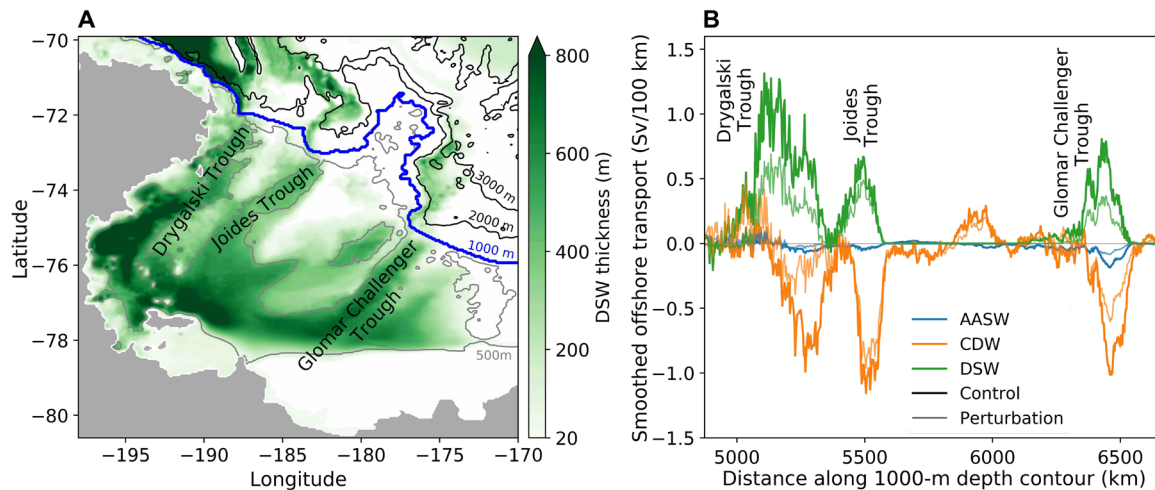 A
−70
−72
−74
−76
−78
−80
Latitude
−195
−190
−185
−180
−175
−170
Longitude
Drygalski Trough
Joides Trough
Glomar Challenger
Trough
3000 m
2000 m
1000 m
500m
800
600
400
200
20
DSW thickness (m)
B
1.5
1.0
0.5
0.0
−0.5
−1.0
−1.5
Smoothed offshore transport (Sv/100 km)
Drygalski
Trough
Joides
Trough
Glomar Challenger
Trough
AASW
CDW
DSW
Control
Perturbation
5000
5500
6000
6500
Distance along 1000-m depth contour (km)